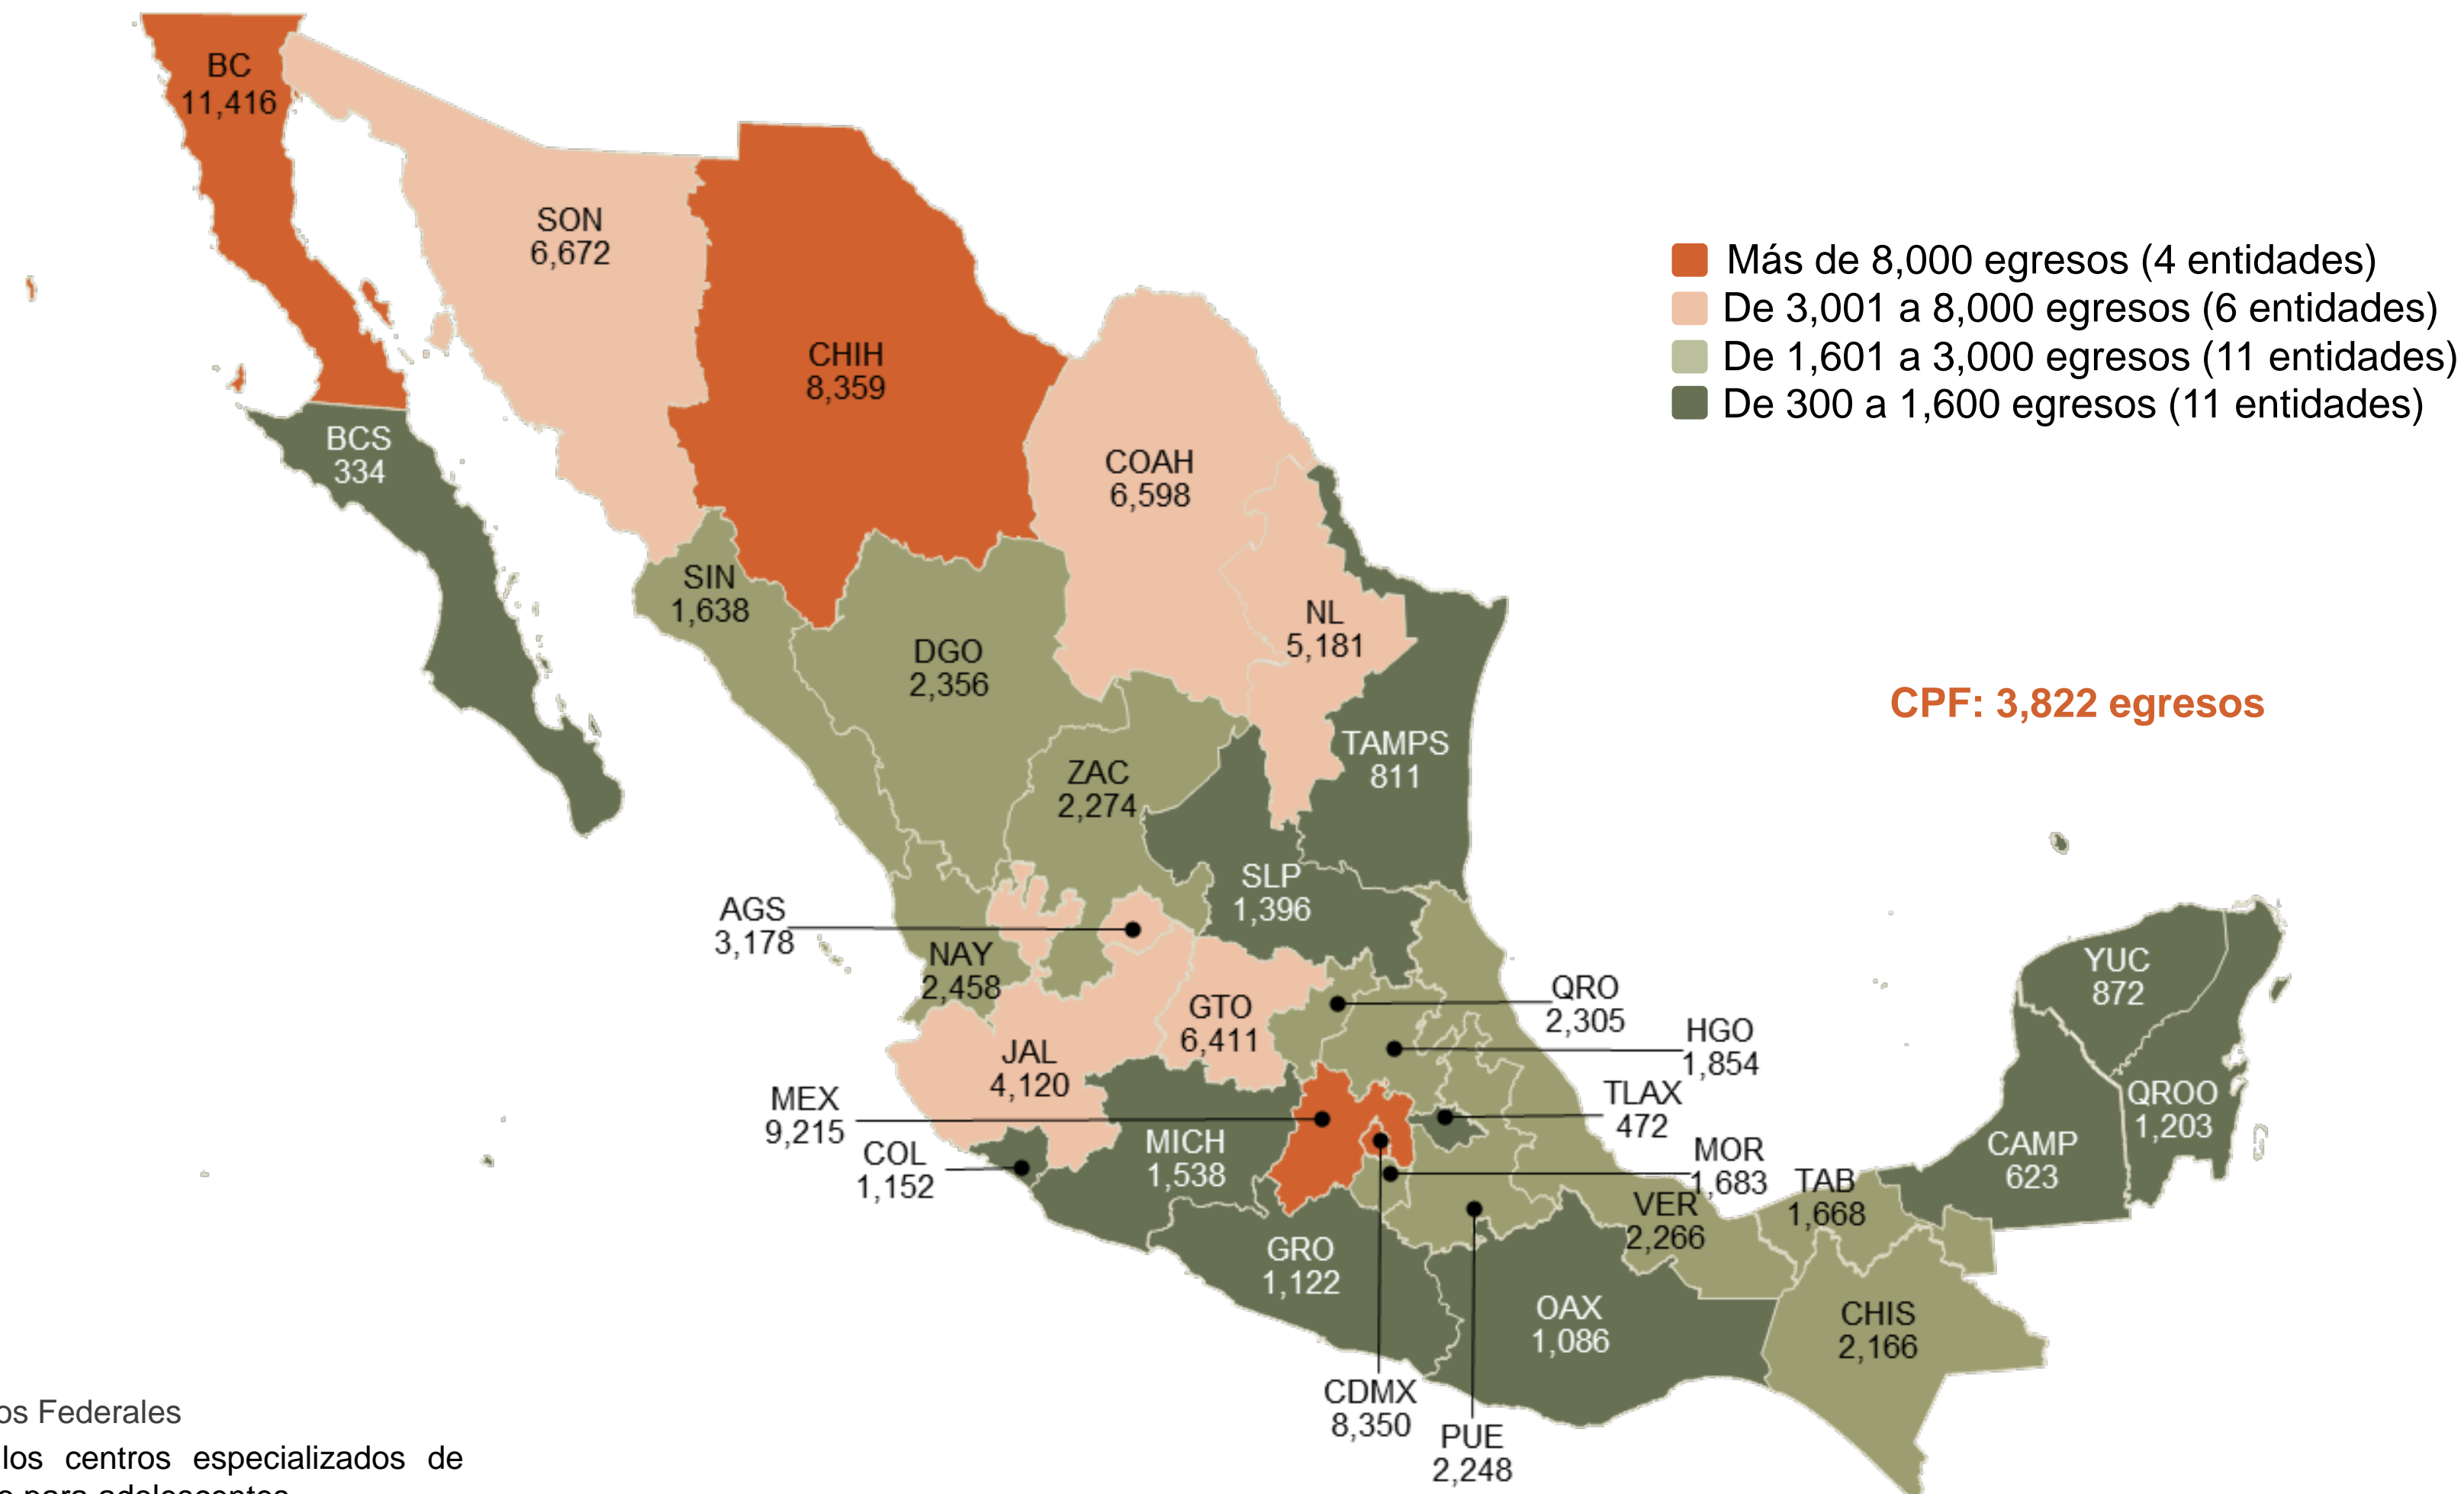 BC
11,416
SON
6,672
CHIH
8,359
Más de 8,000 egresos (4 entidades)
De 3,001 a 8,000 egresos (6 entidades)
De 1,601 a 3,000 egresos (11 entidades)
De 300 a 1,600 egresos (11 entidades)
BCS
334
COAH
6,598
SIN
1,638
NL
5,181
DGO
2,356
CPF: 3,822 egresos
TAMPS
811
ZAC
2,274
SLP
1,396
AGS
3,178
NAY
2,458
YUC
872
QRO
2,305
GTO
6,411
HGO
1,854
JAL
4,120
TLAX
472
QROO
1,203
MEX
9,215
MICH
1,538
CAMP
623
COL
1,152
MOR
1,683
TAB
1,668
VER
2,266
GRO
1,122
OAX
1,086
CHIS
2,166
CDMX
8,350
PUE
2,248
os Federales
los centros especializados de
para adolescentes